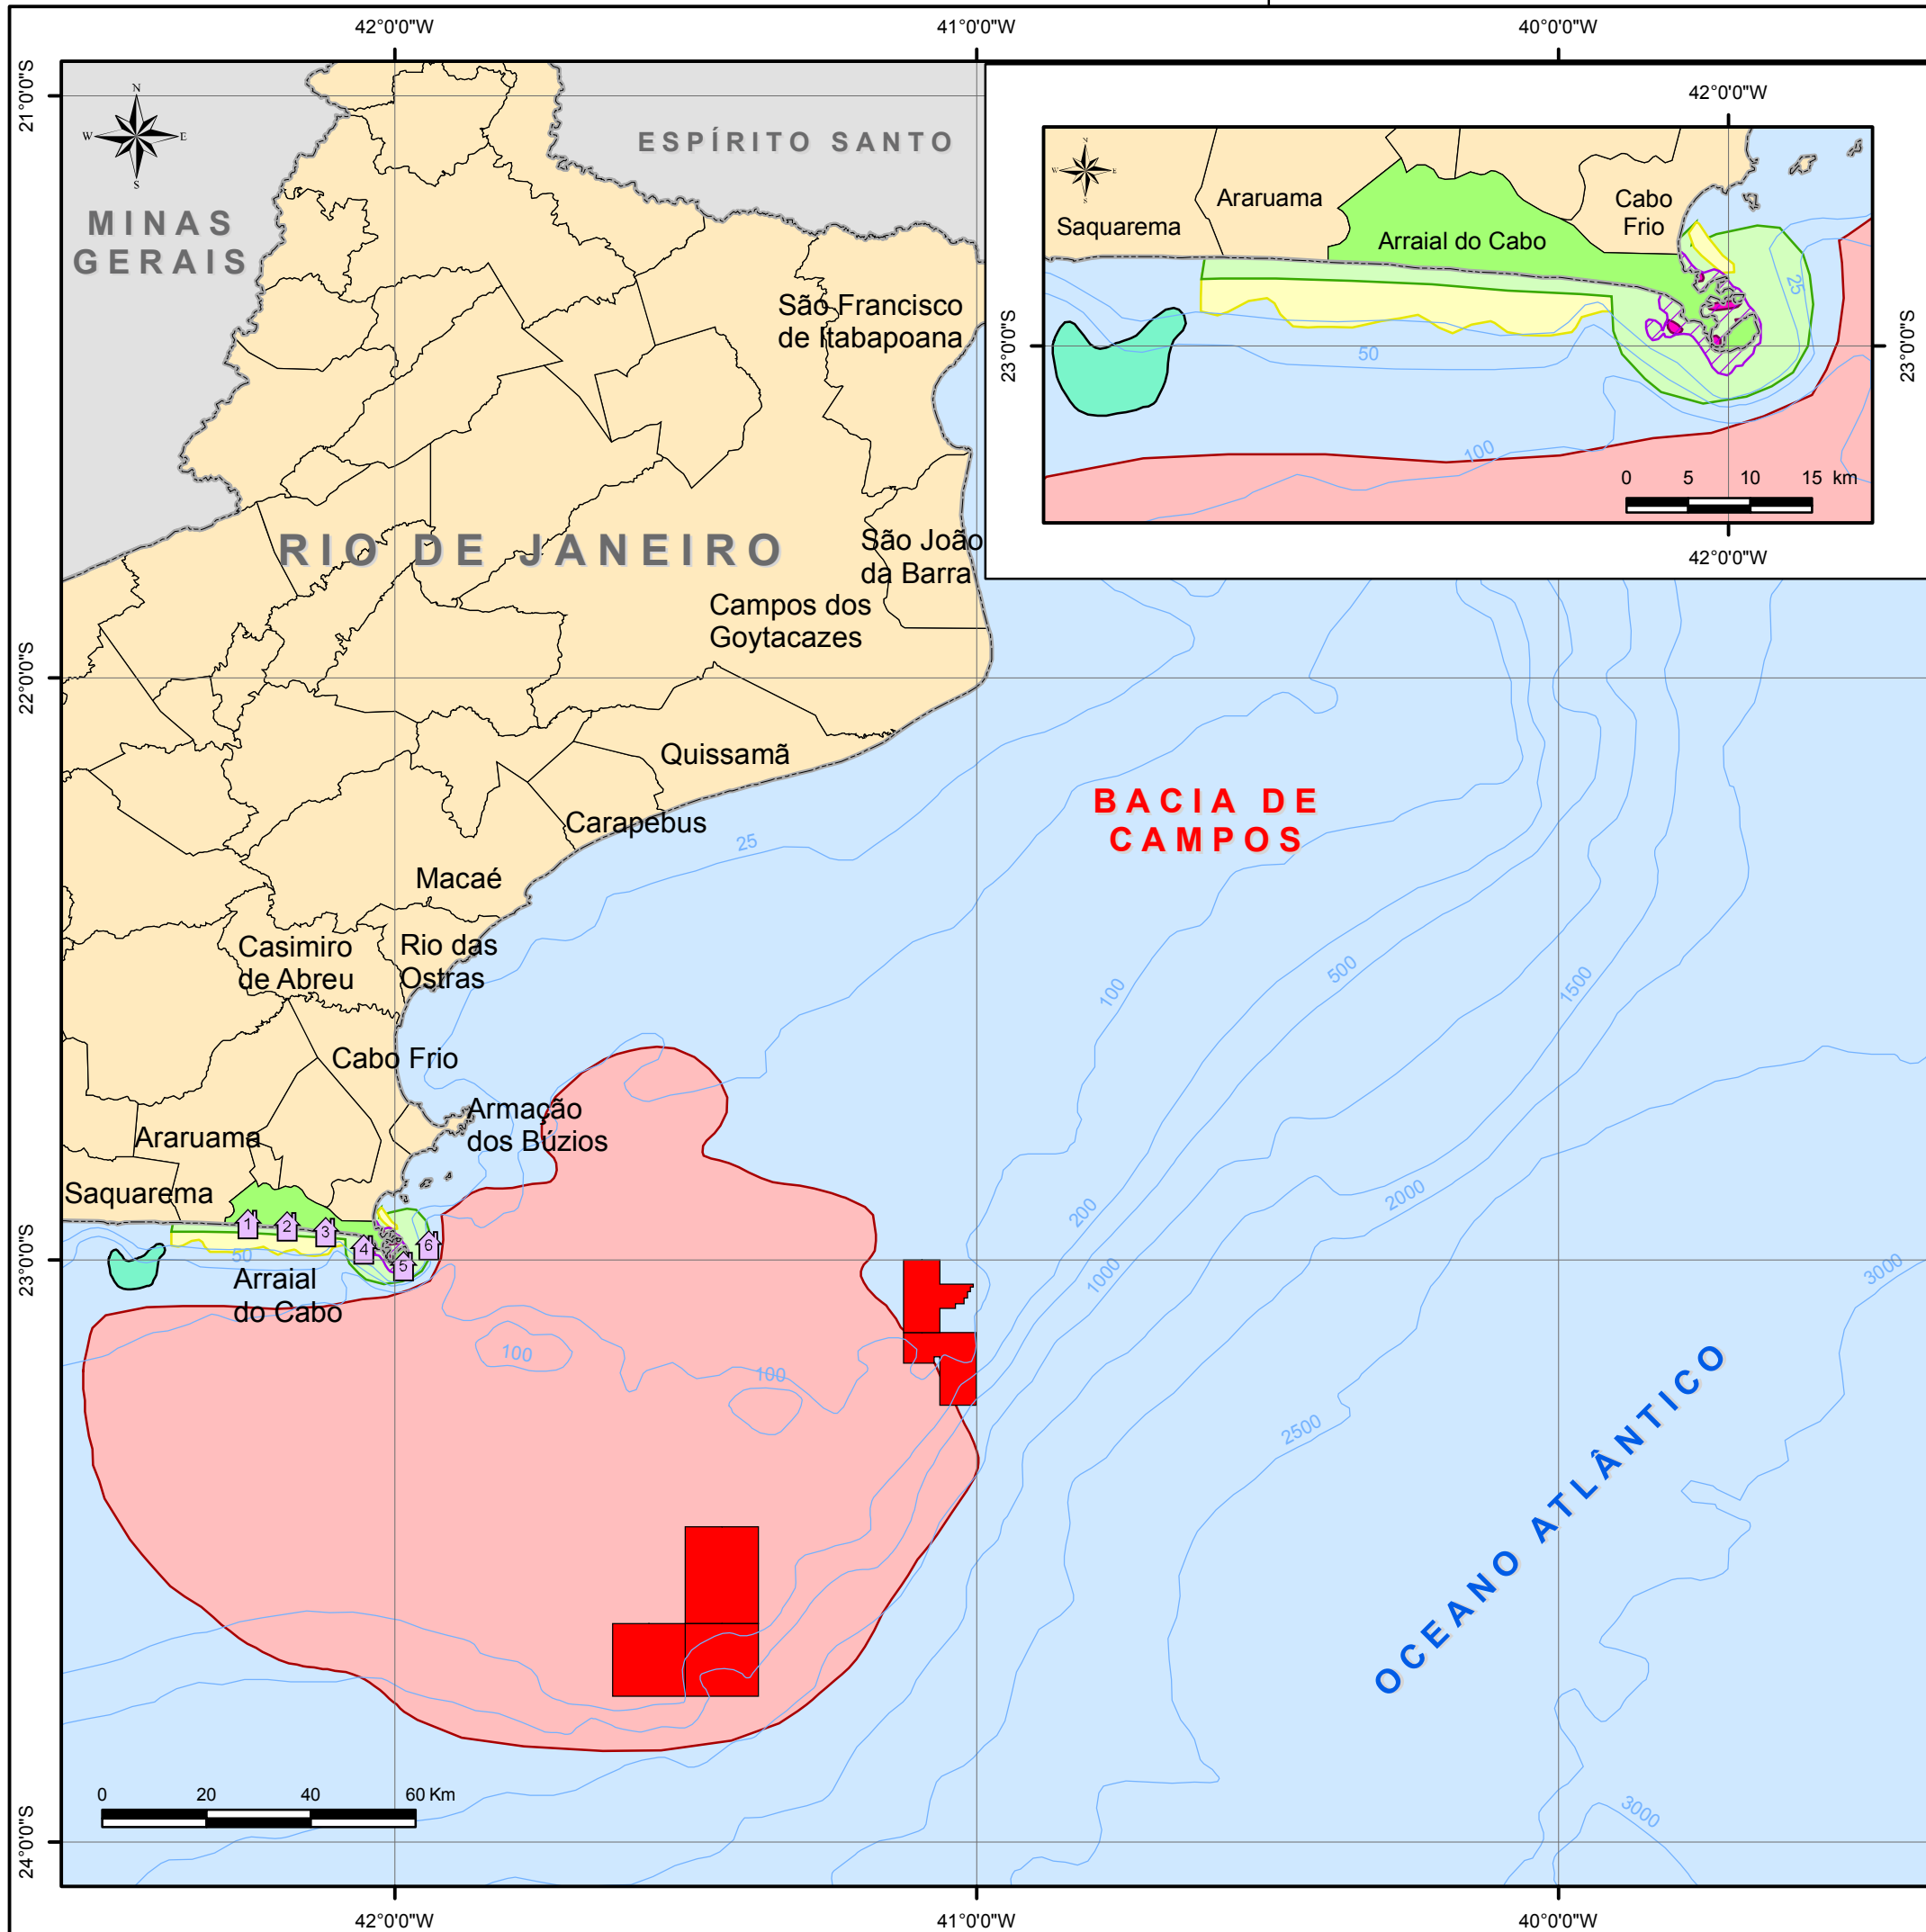 42°0'0"W
41°0'0"W
40°0'0"W
21°0'0"S
22°0'0"S
23°0'0"S
24°0'0"S
N
W
E
S
MINAS
GERAIS
ESPÍRITO SANTO
São Francisco
de Itabapoana
RIO DE JANEIRO
São João
da Barra
Campos dos
Goytacazes
Quissamã
Carapebus
Macaé
Casimiro
de Abreu
Rio das
Ostras
Cabo Frio
Armação
dos Búzios
Araruama
Saquarema
1
2
3
4
5
6
50
Arraial
do Cabo
25
BACIA DE
CAMPOS
100
500
1500
200
1000
2000
2500
3000
100
100
3000
OCEANO ATLÂNTICO
0 20 40 60 Km
42°0'0"W
41°0'0"W
40°0'0"W
42°0'0"W
N
W
E
S
Saquarema
Araruama
Arraial do Cabo
Cabo
Frio
25
50
100
23°0'0"S
23°0'0"S
0 5 10 15 km
42°0'0"W